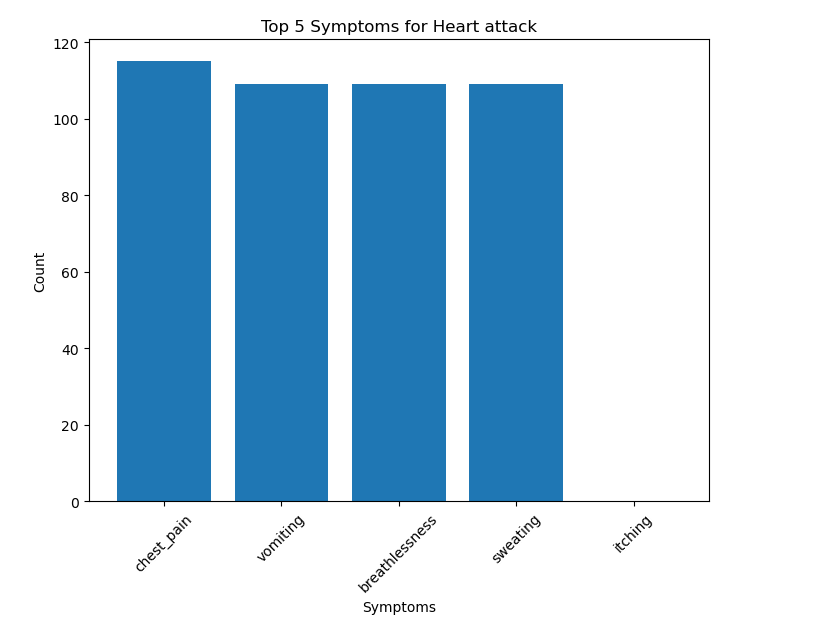 Top 5 Symptoms for Heart attack
120
100
80
60
40
20
0
Count
chest_pain
vomiting
breathlessness
sweating
itching
Symptoms